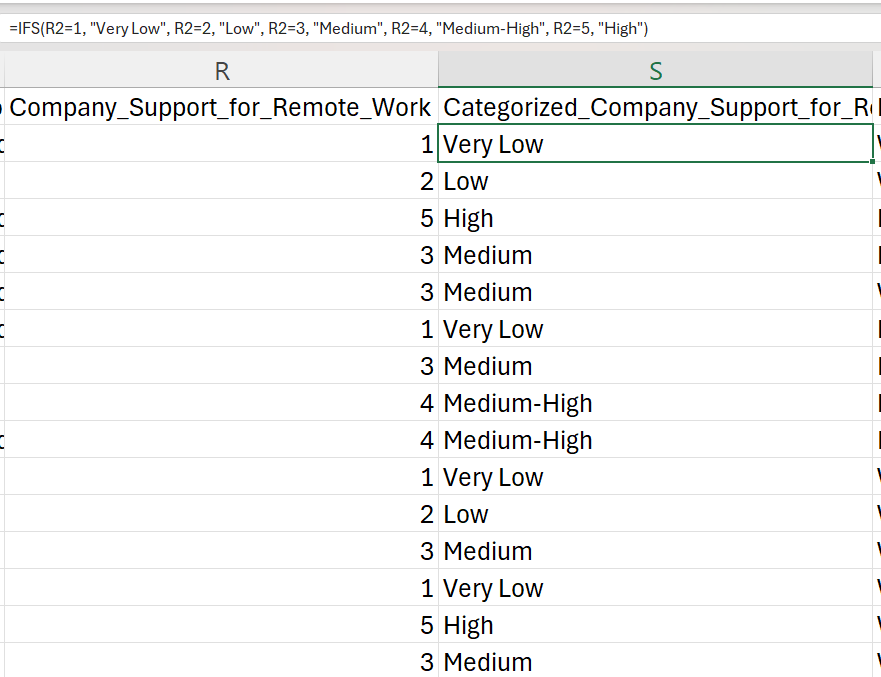 =IFS(R2=1, "Very Low", R2=2, "Low", R2=3, "Medium", R2=4, "Medium-High", R2=5, "High")
R S
Company_Support_for_Remote_Work Categorized_Company_Support_for_R
1 Very Low
2 Low
5 High
3 Medium
3 Medium
1 Very Low
3 Medium
4 Medium-High
4 Medium-High
1 Very Low
2 Low
3 Medium
1 Very Low
5 High
3 Medium